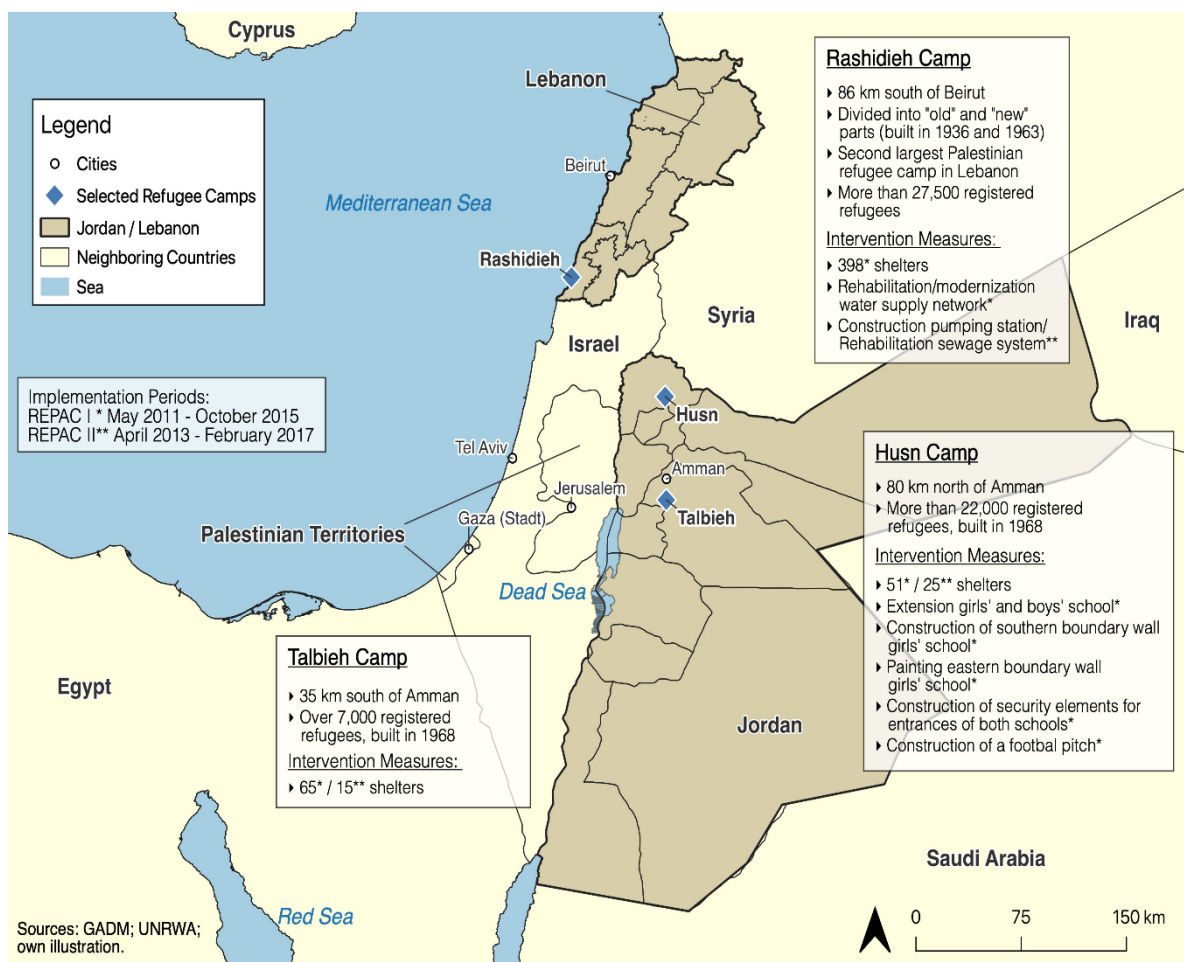 Cyprus
Legend
Cities
Selected Refugee Camps
Jordan / Lebanon
Neighboring Countries
Sea
Lebanon
Beirut
Mediterranean Sea
Rashidieh
Rashidieh Camp
86 km south of Beirut
Divided into "old" and "new"
parts (built in 1936 and 1963)
Second largest Palestinian
refugee camp in Lebanon
More than 27,500 registered
refugees
Intervention Measures:
398* shelters
Rehabilitation/modernization
water supply network*
Construction pumping station/
Rehabilitation sewage system**
Syria
Iraq
Israel
Implementation Periods:
REPAC I * May 2011 - October 2015
REPAC II** April 2013 - February 2017
Husn
Tel Aviv
Amman
Jerusalem
Talbieh
Gaza (Stadt)
Palestinian Territories
Dead Sea
Husn Camp
80 km north of Amman
More than 22,000 registered
refugees, built in 1968
Intervention Measures:
51* / 25** shelters
Extension girls' and boys' school*
Construction of southern boundary wall
girls' school*
Painting eastern boundary wall
girls' school*
Construction of security elements for
entrances of both schools*
Construction of a footbal pitch*
Talbieh Camp
35 km south of Amman
Over 7,000 registered
refugees, built in 1968
Intervention Measures:
65* / 15** shelters
Egypt
Jordan
Saudi Arabia
Red Sea
Sources: GADM; UNRWA;
own illustration.
0 75 150 km